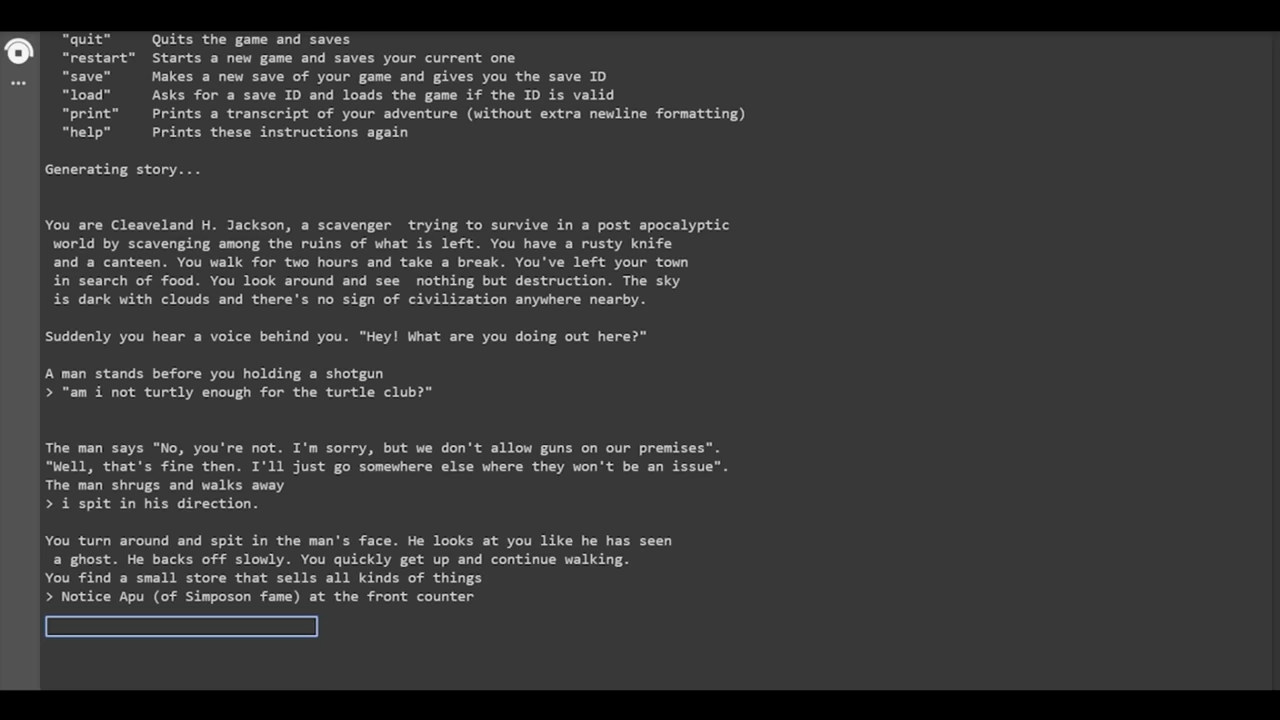 "quit" Quits the game and saves
"restart" Starts a new game and saves your current one
"save" Makes a new save of your game and gives you the save ID
"load" Asks for a save ID and loads the game if the ID is valid
"print" Prints a transcript of your adventure (without extra newline formatting)
"help" Prints these instructions again
Generating story...
You are Cleaveland H. Jackson, a scavenger  trying to survive in a post apocalyptic
world by scavenging among the ruins of what is left. You have a rusty knife
and a canteen. You walk for two hours and take a break. You've left your town
in search of food. You look around and see  nothing but destruction. The sky
is dark with clouds and there's no sign of civilization anywhere nearby.
Suddenly you hear a voice behind you. "Hey! What are you doing out here?"
A man stands before you holding a shotgun
> "am i not turtly enough for the turtle club?"
The man says "No, you're not. I'm sorry, but we don't allow guns on our premises".
"Well, that's fine then. I'll just go somewhere else where they won't be an issue".
The man shrugs and walks away
> i spit in his direction.
You turn around and spit in the man's face. He looks at you like he has seen
a ghost. He backs off slowly. You quickly get up and continue walking.
You find a small store that sells all kinds of things
> Notice Apu (of Simposon fame) at the front counter